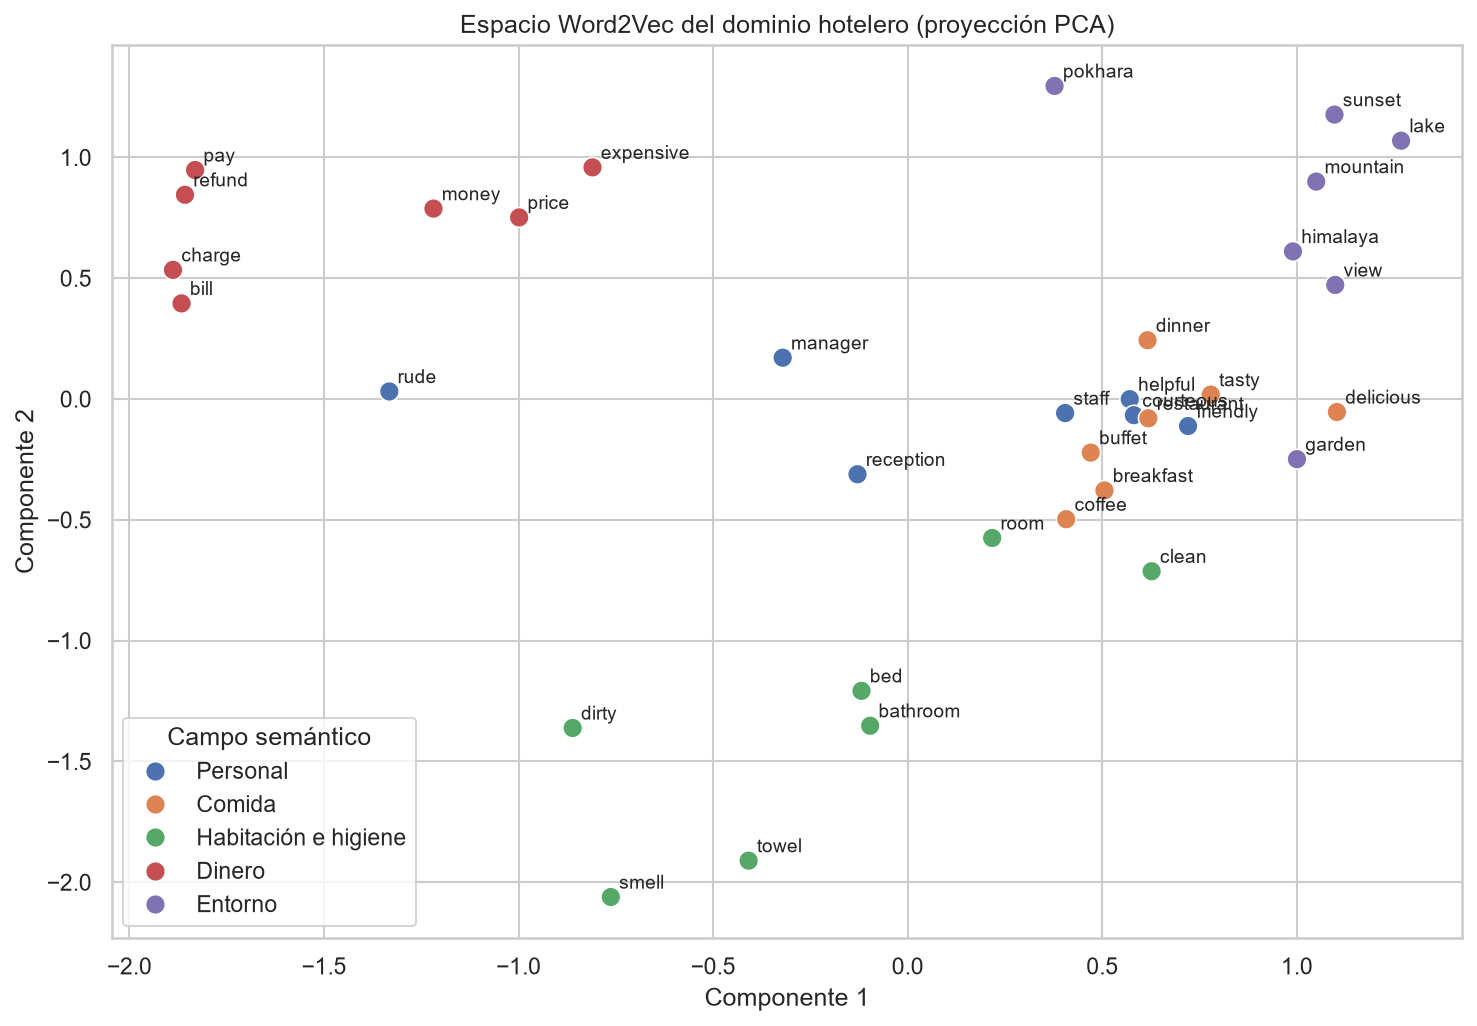 Espacio Word2Vec del dominio hotelero (proyección PCA)
pokhara
sunset
lake
pay
expensive
refund
mountain
money
price
himalaya
charge
view
bill
dinner
manager
rude
helpful
tasty
staff
courteous
restaurant
friendly
delicious
buffet
garden
reception
breakfast
coffee
room
clean
bed
bathroom
dirty
towel
smell
Campo semántico
Personal
Comida
Habitación e higiene
Dinero
Entorno
1.0
0.5
0.0
−0.5
−1.0
−1.5
−2.0
Componente 2
−2.0 −1.5 −1.0 −0.5 0.0 0.5 1.0
Componente 1